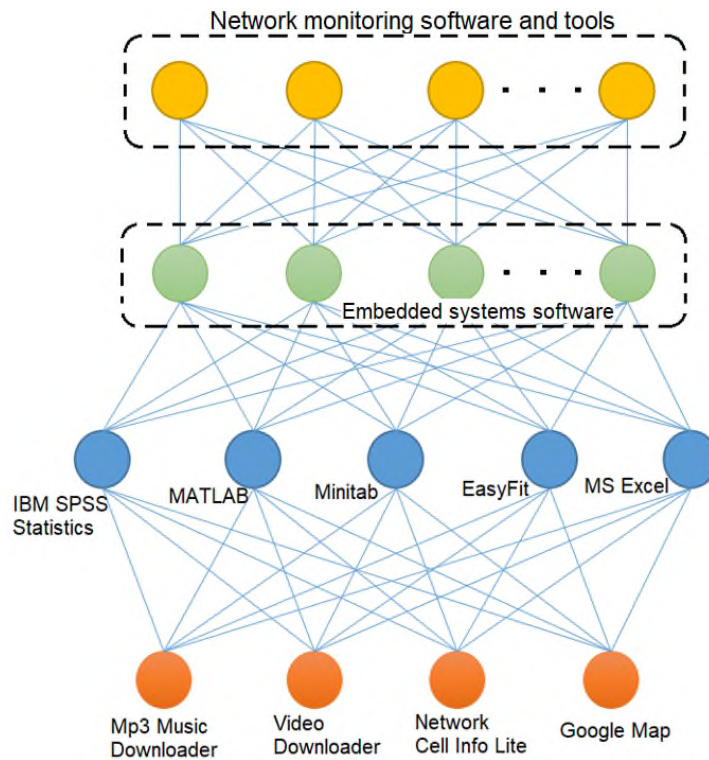 Network monitoring software and tools
Embedded systems software
IBM SPSS
Statistics
MATLAB
Minitab
EasyFit
MS Excel
Mp3 Music
Downloader
Video
Downloader
Network
Cell Info Lite
Google Map